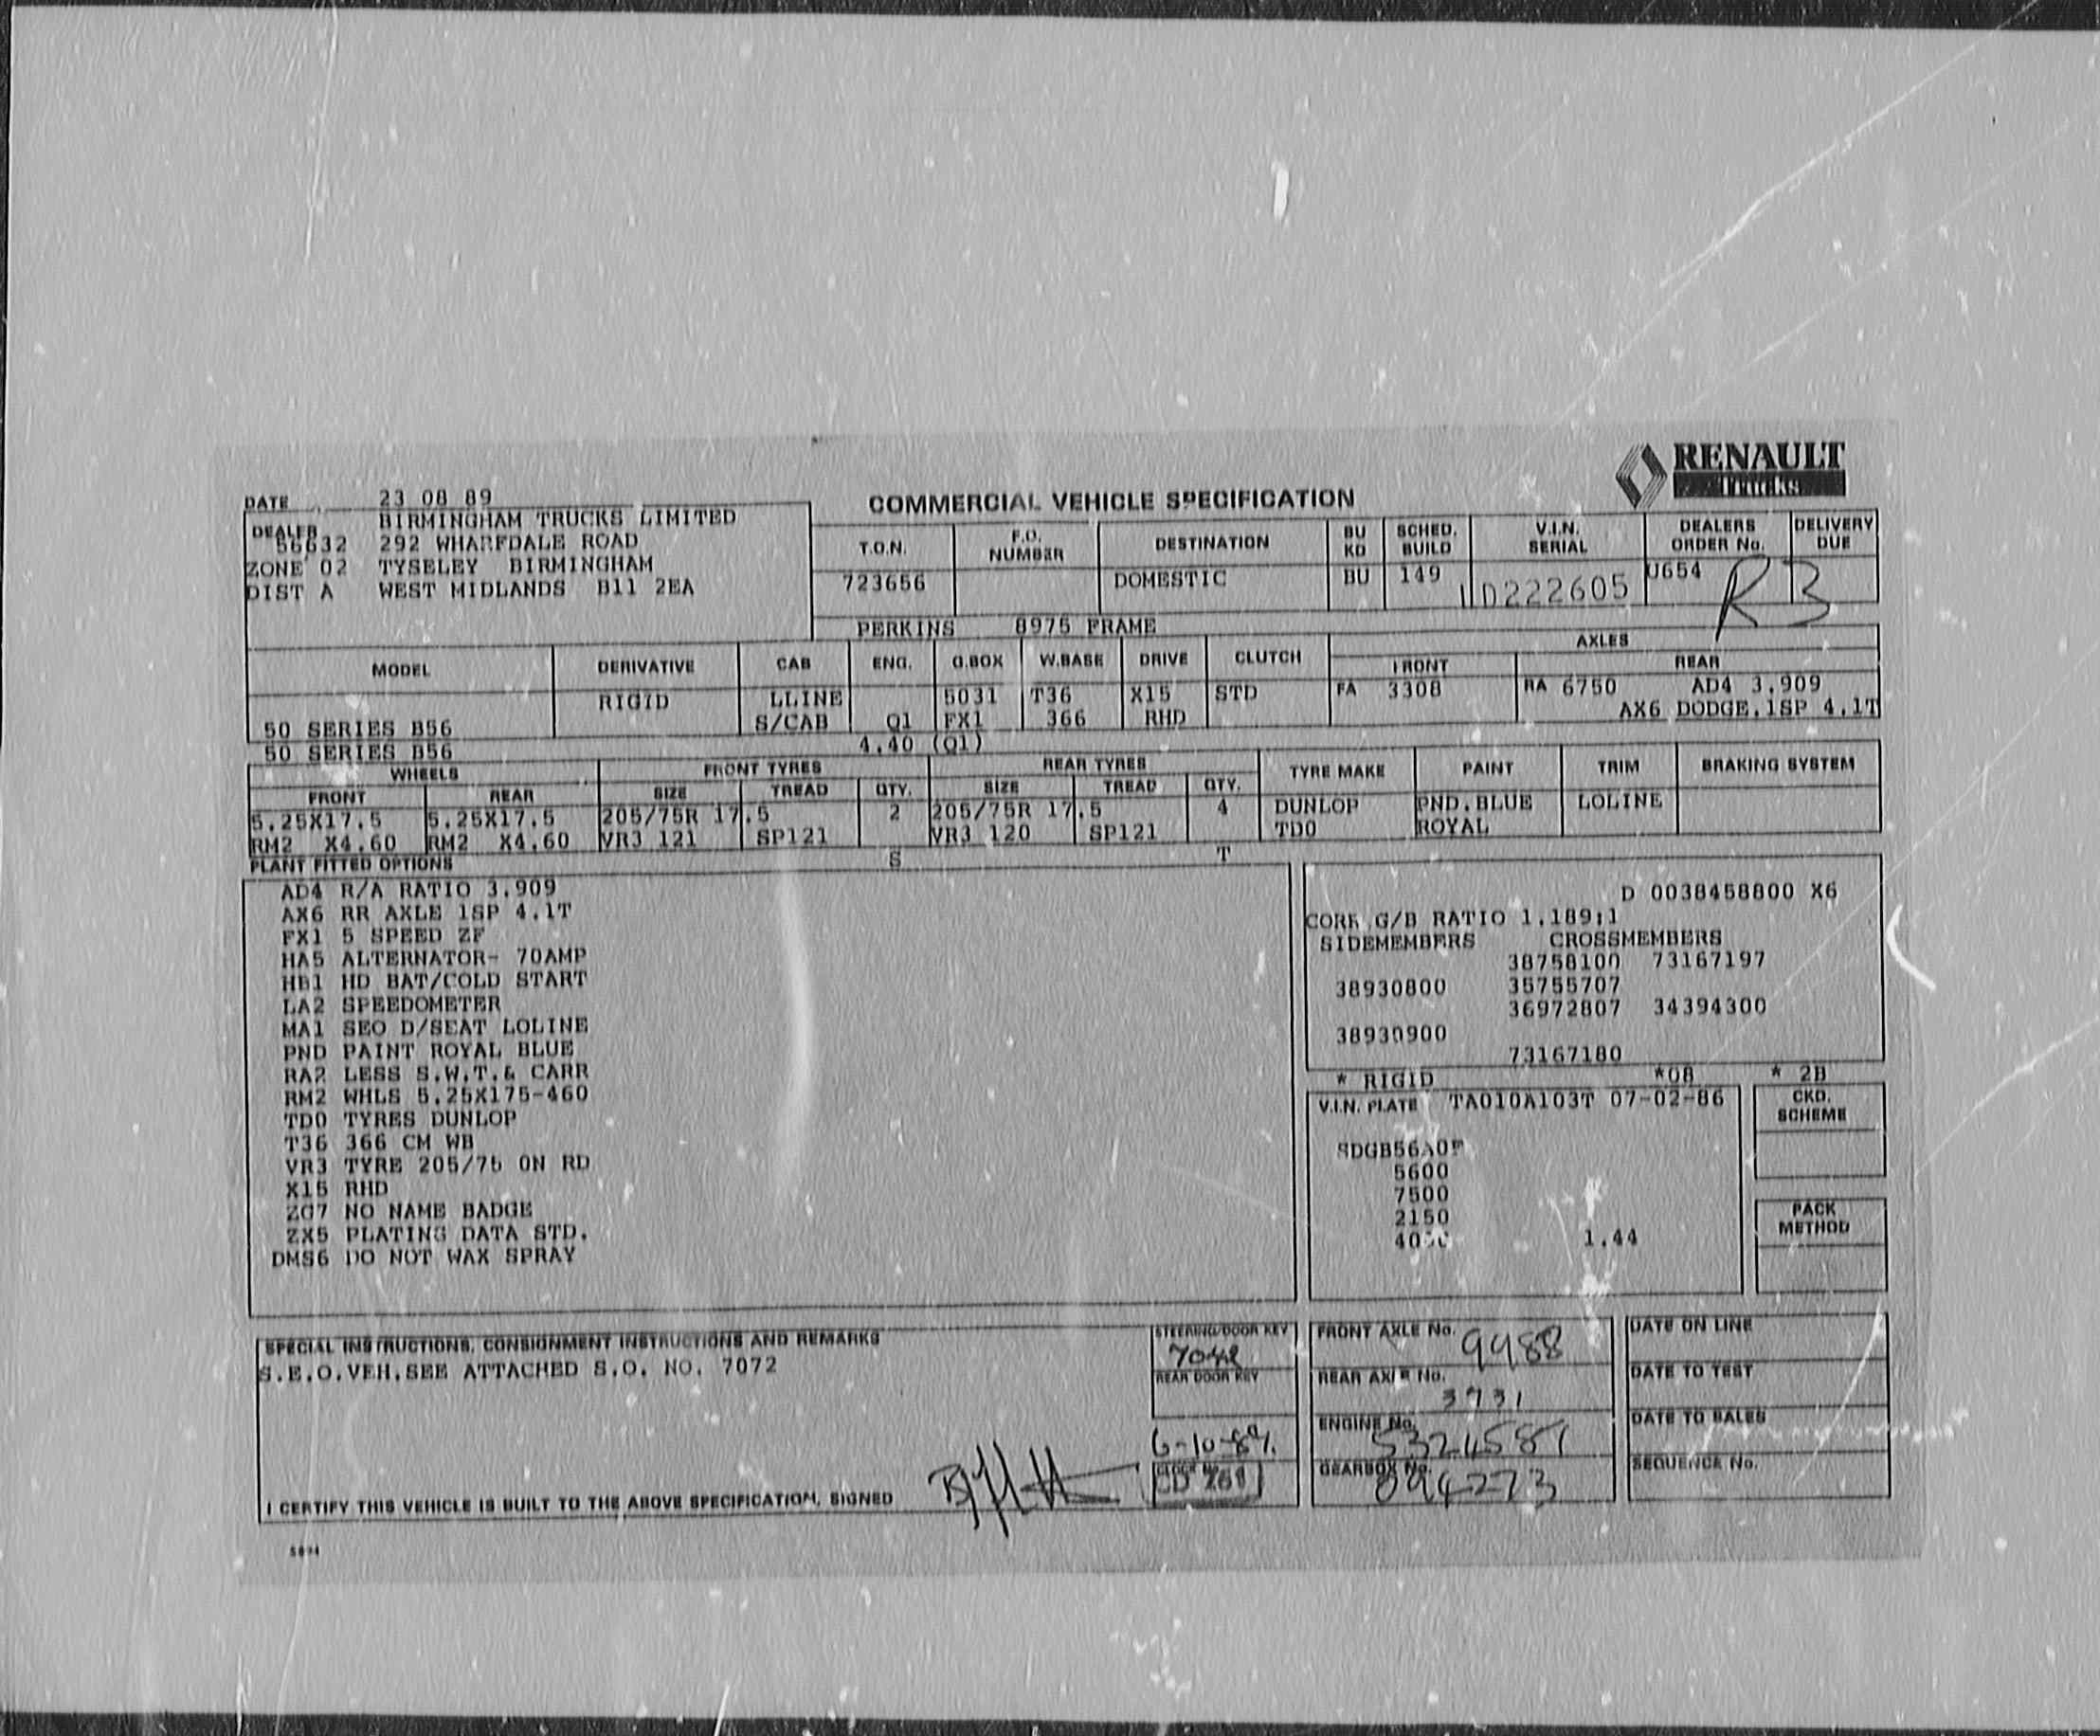 RENAULT
Trucks
DATE 23 08 89
COMMERCIAL VEHICLE SPECIFICATION
DEALER BIRMINGHAM TRUCKS LIMITED
56632 292 WHARFDALE ROAD
ZONE 02 TYSELEY BIRMINGHAM
DIST A WEST MIDLANDS B11 2EA
T.O.N. F.O. NUMBER DESTINATION BU KD SCHED. BUILD V.I.N. SERIAL DEALERS ORDER No. DELIVERY DUE
723656 DOMESTIC BU 149 D222605 U654 R3
PERKINS 8975 FRAME
MODEL DERIVATIVE CAB ENG. G.BOX W.BASE DRIVE CLUTCH AXLES
FRONT REAR
RIGID LLINE 5031 T36 X15 STD FA 3308 RA 6750 AD4 3.909
50 SERIES B56 S/CAB Q1 FX1 366 RHD AX6 DODGE.1SP 4.1T
50 SERIES B56 4.40 (Q1)
WHEELS FRONT TYRES REAR TYRES TYRE MAKE PAINT TRIM BRAKING SYSTEM
FRONT REAR SIZE TREAD QTY. SIZE TREAD QTY.
5.25X17.5 5.25X17.5 205/75R 17.5 2 205/75R 17.5 4 DUNLOP PND.BLUE LOLINE
RM2 X4.60 RM2 X4.60 VR3 121 SP121 VR3 120 SP121 TD0 ROYAL
PLANT FITTED OPTIONS S T
AD4 R/A RATIO 3.909
AX6 RR AXLE 1SP 4.1T
FX1 5 SPEED ZF
HA5 ALTERNATOR- 70AMP
HB1 HD BAT/COLD START
LA2 SPEEDOMETER
MA1 SEO D/SEAT LOLINE
PND PAINT ROYAL BLUE
RA2 LESS S.W.T.& CARR
RM2 WHLS 5.25X175-460
TD0 TYRES DUNLOP
T36 366 CM WB
VR3 TYRE 205/75 ON RD
X15 RHD
ZG7 NO NAME BADGE
ZX5 PLATING DATA STD.
DMS6 DO NOT WAX SPRAY
D 0038458800 X6
CORR G/B RATIO 1.189:1
SIDEMEMBERS CROSSMEMBERS
38758100 73167197
38930800 35755707
36972807 34394300
38930900
73167180
* RIGID *08 * 2B
V.I.N. PLATE TA010A103T 07-02-86
CKD. SCHEME
SDGB56A0F
5600
7500
2150
1.44
PACK METHOD
SPECIAL INSTRUCTIONS, CONSIGNMENT INSTRUCTIONS AND REMARKS
S.E.O.VEH.SEE ATTACHED S.O. NO. 7072
STEERING/DOOR KEY
7042
REAR DOOR KEY
6-10-89.
I CERTIFY THIS VEHICLE IS BUILT TO THE ABOVE SPECIFICATION, SIGNED
FRONT AXLE No. 9988
REAR AXLE No. 3731
ENGINE No.
GEARBOX No. 894273
DATE ON LINE
DATE TO TEST
DATE TO SALES
SEQUENCE No.